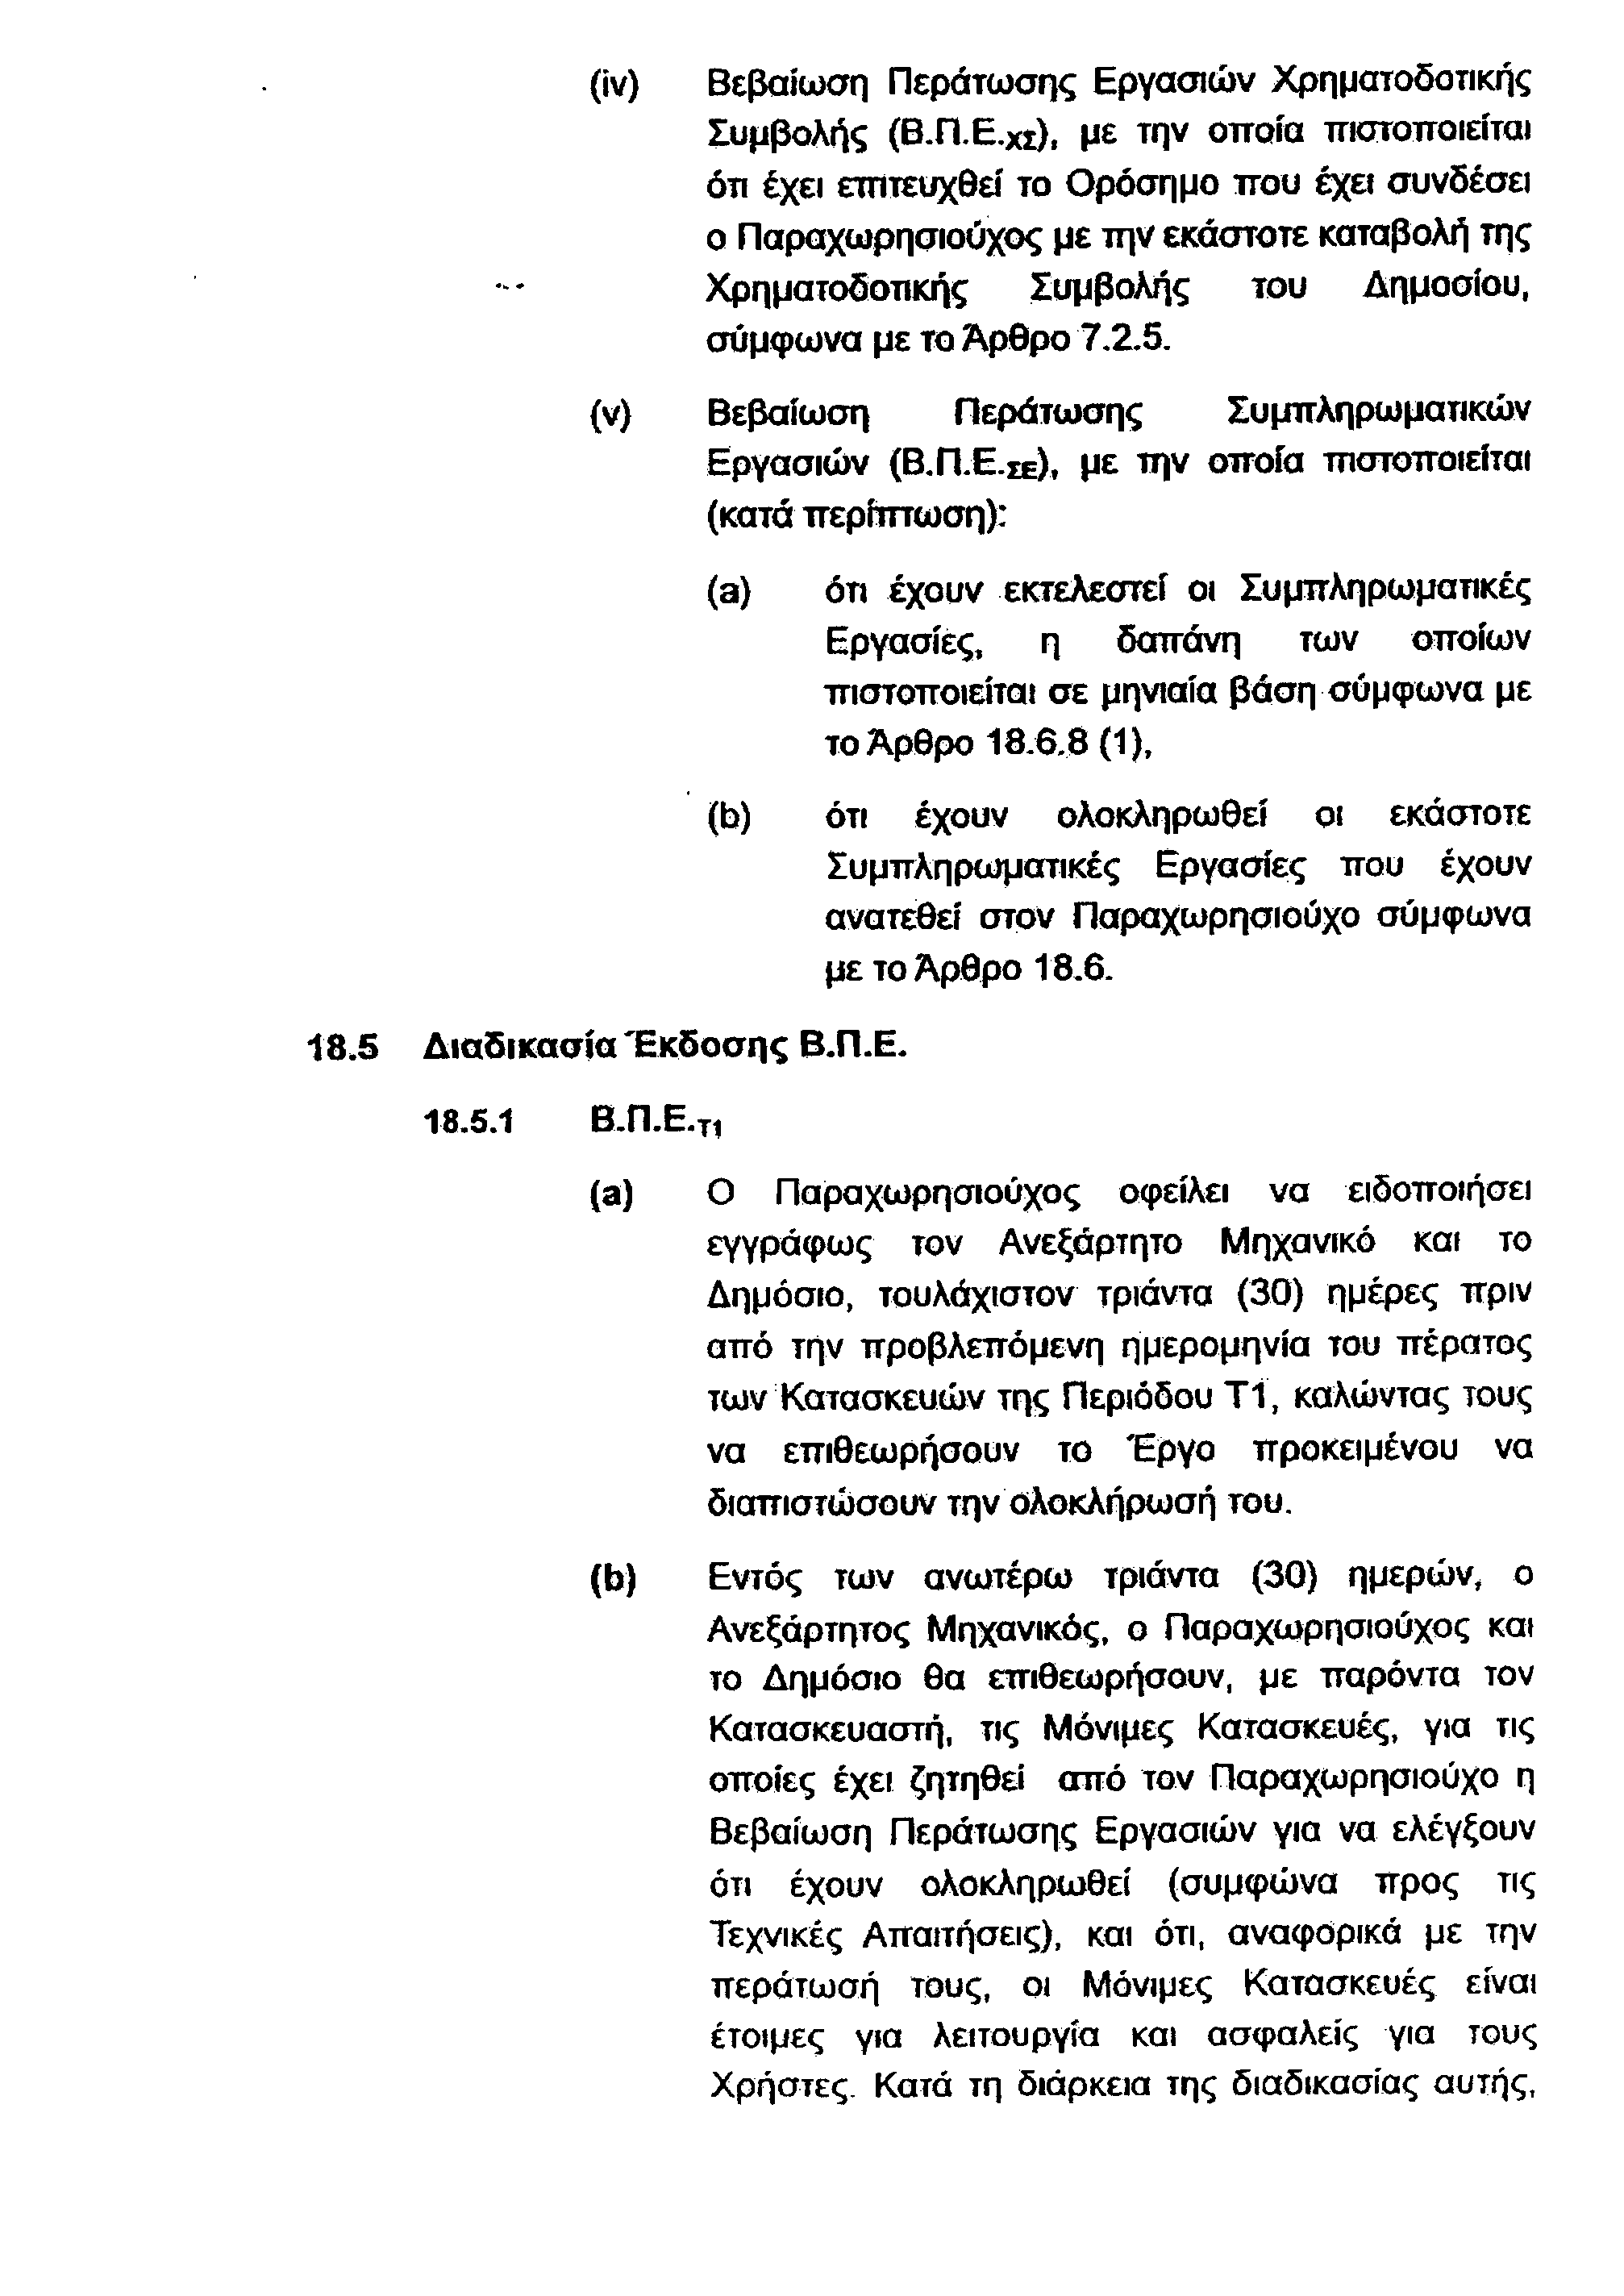 (iv) Βεβαίωση Περάτωσης Εργασιών Χρηματοδοτικής
Συμβολής (Β.Π.Ε.ΧΣ), με την οποία πιστοποιείται
ότι έχει επιτευχθεί το Ορόσημο που έχει συνδέσει
ο Παραχωρησιούχος με την εκάστοτε καταβολή της
Χρηματοδοτικής Συμβολής του Δημοσίου,
σύμφωνα με το Άρθρο 7.2.5.
(v) Βεβαίωση Περάτωσης Συμπληρωματικών
Εργασιών (Β.Π.Ε.ΣΕ), με την οποία πιστοποιείται
(κατά περίπτωση):
(a) ότι έχουν εκτελεστεί οι Συμπληρωματικές
Εργασίες, η δαπάνη των οποίων
πιστοποιείται σε μηνιαία βάση σύμφωνα με
το Άρθρο 18.6.8 (1),
(b) ότι έχουν ολοκληρωθεί οι εκάστοτε
Συμπληρωματικές Εργασίες που έχουν
ανατεθεί στον Παραχωρησιούχο σύμφωνα
με το Άρθρο 18.6.
18.5 Διαδικασία Έκδοσης Β.Π.Ε.
18.5.1 Β.Π.Ε.Τ1
(a) Ο Παραχωρησιούχος οφείλει να ειδοποιήσει
εγγράφως τον Ανεξάρτητο Μηχανικό και το
Δημόσιο, τουλάχιστον τριάντα (30) ημέρες πριν
από την προβλεπόμενη ημερομηνία του πέρατος
των Κατασκευών της Περιόδου Τ1, καλώντας τους
να επιθεωρήσουν το Έργο προκειμένου να
διαπιστώσουν την ολοκλήρωσή του.
(b) Εντός των ανωτέρω τριάντα (30) ημερών, ο
Ανεξάρτητος Μηχανικός, ο Παραχωρησιούχος και
το Δημόσιο θα επιθεωρήσουν, με παρόντα τον
Κατασκευαστή, τις Μόνιμες Κατασκευές, για τις
οποίες έχει ζητηθεί από τον Παραχωρησιούχο η
Βεβαίωση Περάτωσης Εργασιών για να ελέγξουν
ότι έχουν ολοκληρωθεί (συμφώνα προς τις
Τεχνικές Απαιτήσεις), και ότι, αναφορικά με την
περάτωσή τους, οι Μόνιμες Κατασκευές είναι
έτοιμες για λειτουργία και ασφαλείς για τους
Χρήστες. Κατά τη διάρκεια της διαδικασίας αυτής,